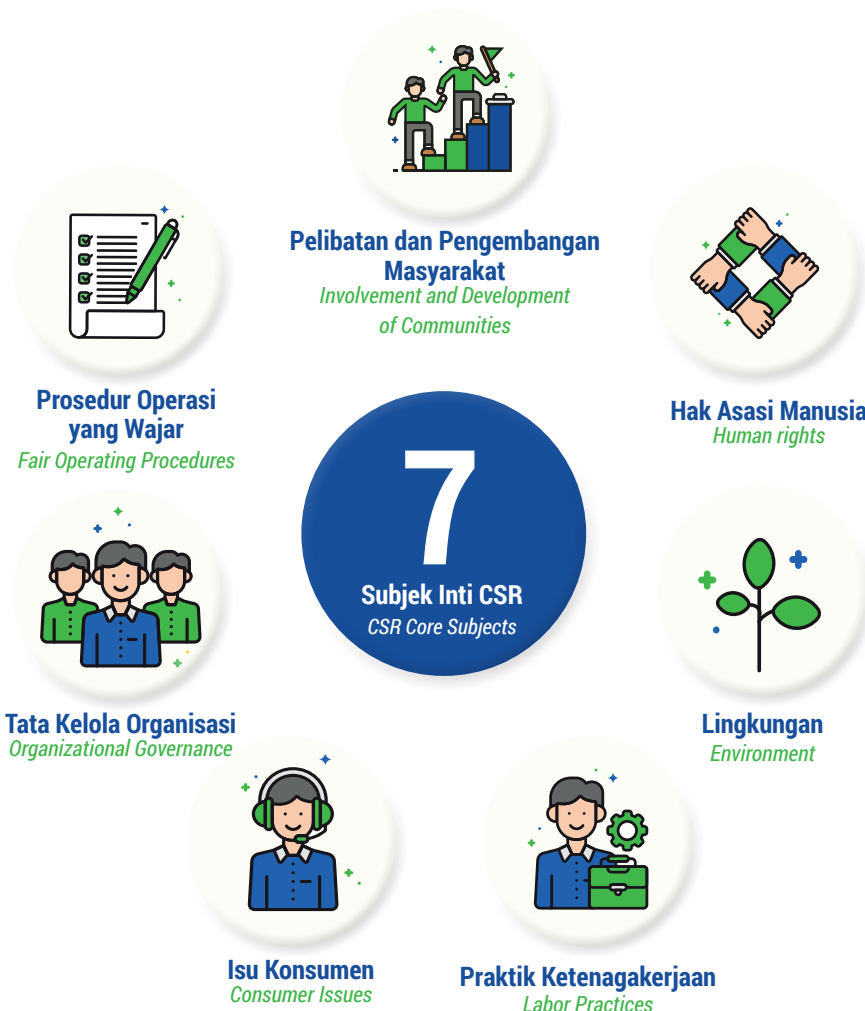 Pelibatan dan Pengembangan
Masyarakat
Involvement and Development
of Communities
Prosedur Operasi
yang Wajar
Fair Operating Procedures
Hak Asasi Manusia
Human rights
7
Subjek Inti CSR
CSR Core Subjects
Tata Kelola Organisasi
Organizational Governance
Lingkungan
Environment
Isu Konsumen
Consumer Issues
Praktik Ketenagakerjaan
Labor Practices